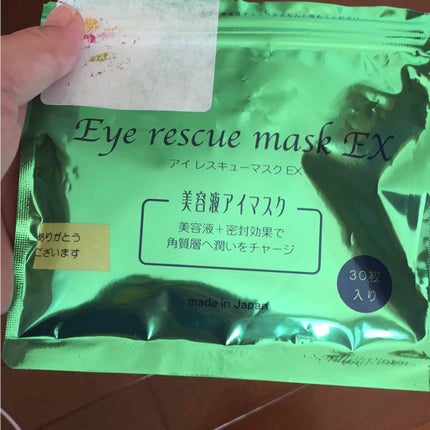 Eye rescue mask EX
アイ レスキューマスク EX
美容液アイマスク
美容液＋密封効果で
角質層へ潤いをチャージ
ありがとう
ございます
30枚
入り
made in Japan